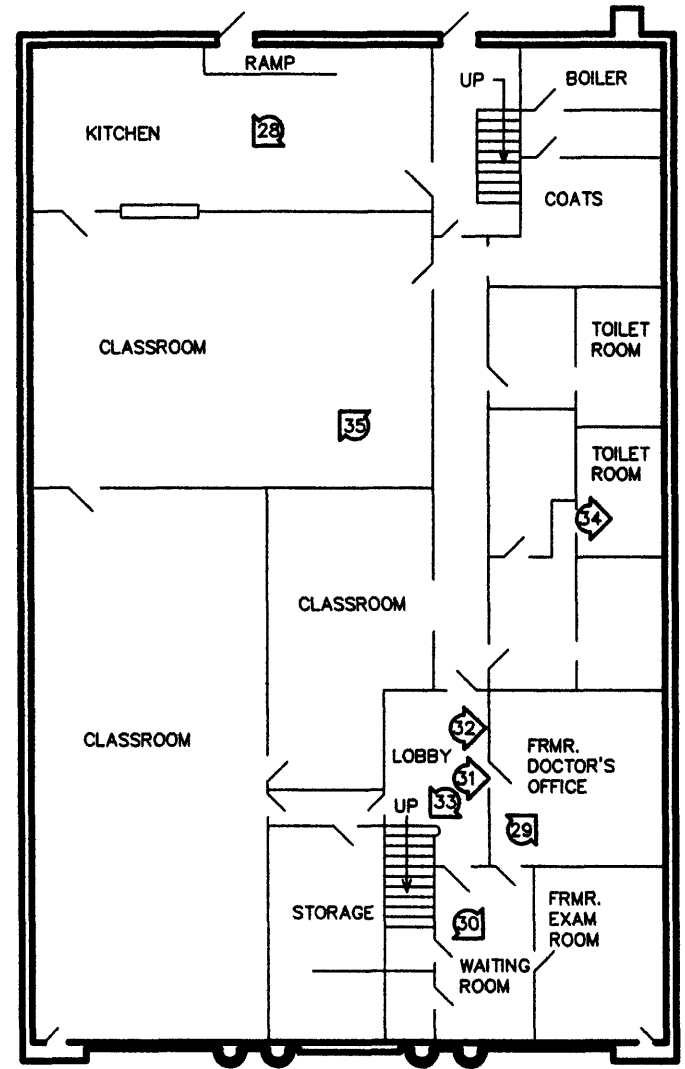 RAMP
UP
BOILER
28
KITCHEN
COATS
CLASSROOM
TOILET
ROOM
35
TOILET
ROOM
34
CLASSROOM
32
CLASSROOM
LOBBY
FRMR.
DOCTOR'S
OFFICE
31
33
UP
29
STORAGE
30
FRMR.
EXAM
ROOM
WAITING
ROOM